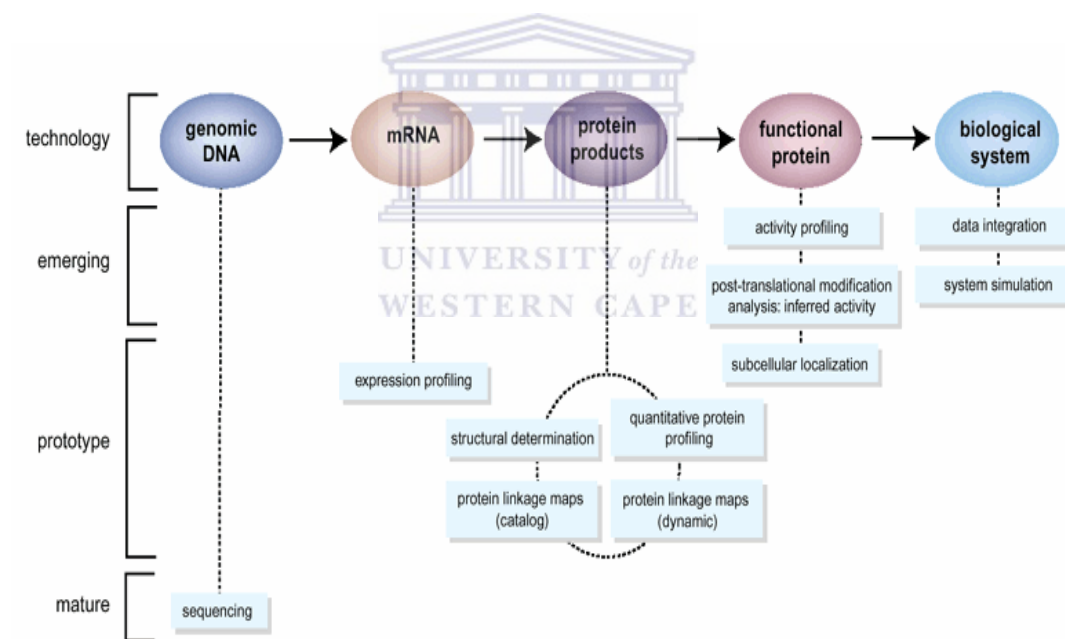 technology
genomic
DNA
mRNA
protein
products
functional
protein
biological
system
emerging
UNIVERSITY of the
WESTERN CAPE
activity profiling
post-translational modification
analysis: inferred activity
subcellular localization
data integration
system simulation
prototype
expression profiling
structural determination
quantitative protein
profiling
protein linkage maps
(catalog)
protein linkage maps
(dynamic)
mature
sequencing